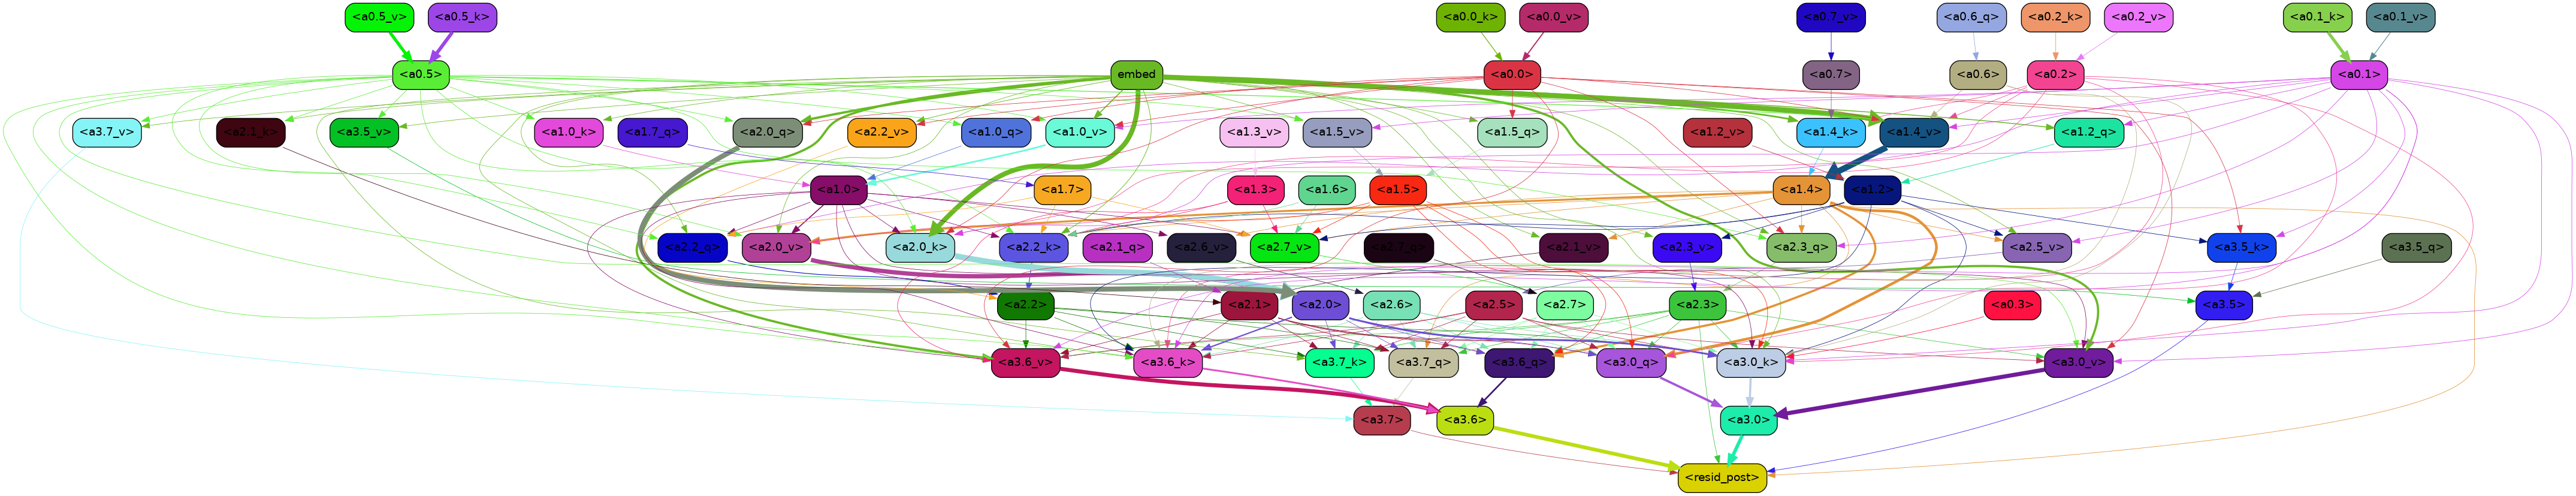 <a0.5_v> <a0.5_k> <a0.0_k> <a0.0_v> <a0.7_v> <a0.6_q> <a0.2_k> <a0.2_v> <a0.1_k> <a0.1_v>
<a0.5> embed <a0.0> <a0.7> <a0.6> <a0.2> <a0.1>
<a3.7_v> <a2.1_k> <a3.5_v> <a1.0_k> <a1.7_q> <a2.0_q> <a2.2_v> <a1.0_q> <a1.0_v> <a1.3_v> <a1.5_v> <a1.5_q> <a1.2_v> <a1.4_k> <a1.4_v> <a1.2_q>
<a1.0> <a1.7> <a1.3> <a1.6> <a1.5> <a1.4> <a1.2>
<a2.2_q> <a2.0_v> <a2.0_k> <a2.2_k> <a2.1_q> <a2.6_v> <a2.7_v> <a2.7_q> <a2.1_v> <a2.3_v> <a2.3_q> <a2.5_v> <a3.5_k> <a3.5_q>
<a2.2> <a2.1> <a2.0> <a2.6> <a2.5> <a2.7> <a2.3> <a0.3> <a3.5>
<a3.6_v> <a3.6_k> <a3.7_k> <a3.7_q> <a3.6_q> <a3.0_q> <a3.0_k> <a3.0_v>
<a3.7> <a3.6> <a3.0>
<resid_post>